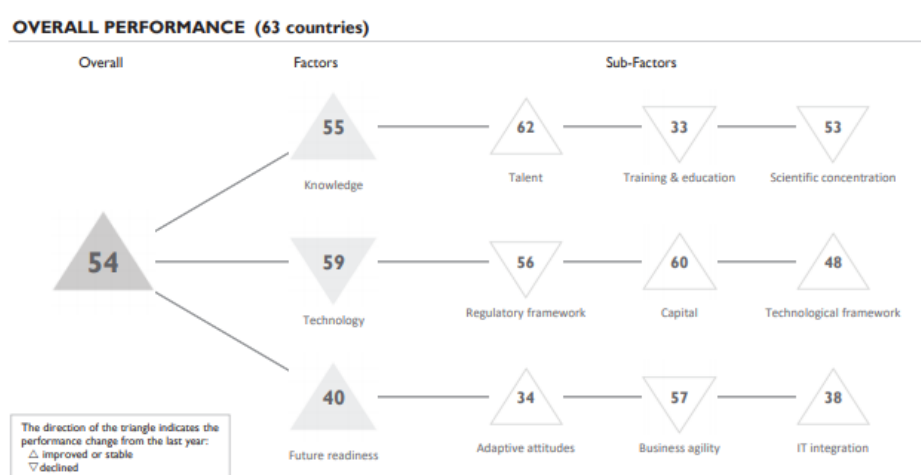 OVERALL PERFORMANCE (63 countries)
Overall Factors Sub-Factors
55 62 33 53
Knowledge Talent Training & education Scientific concentration
54 59 56 60 48
Technology Regulatory framework Capital Technological framework
40 34 57 38
Future readiness Adaptive attitudes Business agility IT integration
The direction of the triangle indicates the
performance change from the last year:
△ improved or stable
▽ declined